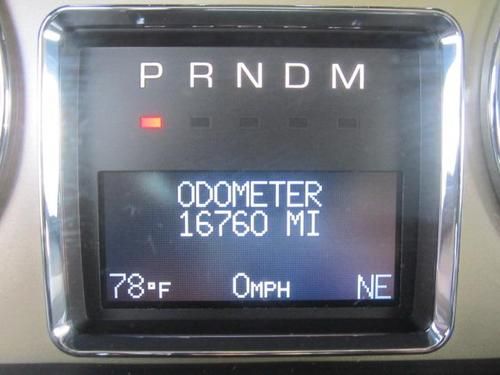 P R N D M
ODOMETER
16760 MI
78°F 0MPH NE